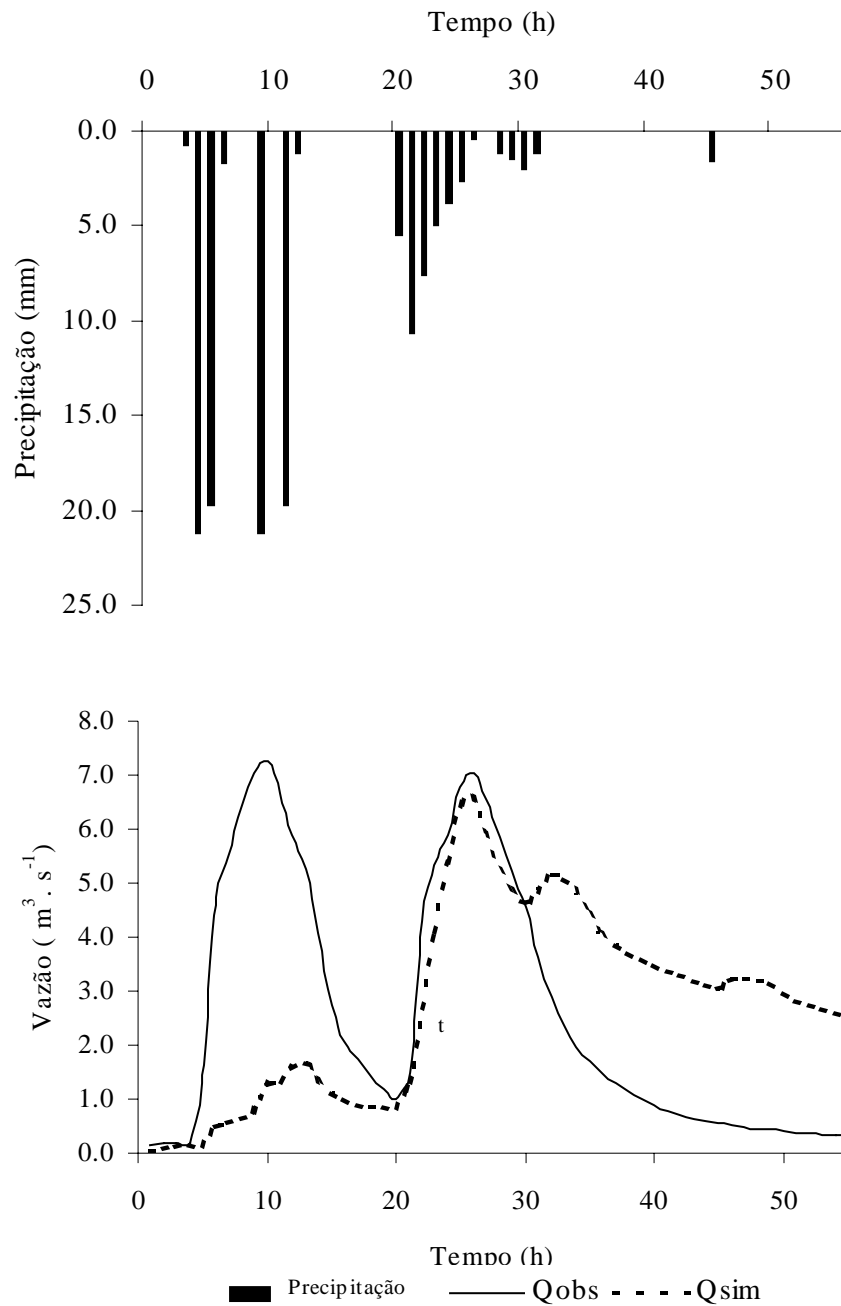 Tempo (h)
0 10 20 30 40 50
0.0
5.0
10.0
15.0
20.0
25.0
Precipitação (mm)
8.0
7.0
6.0
5.0
4.0
3.0
2.0
1.0
0.0
Vazão ( m³ . s⁻¹)
t
0 10 20 30 40 50
Tempo (h)
Precipitação Qobs Qsim